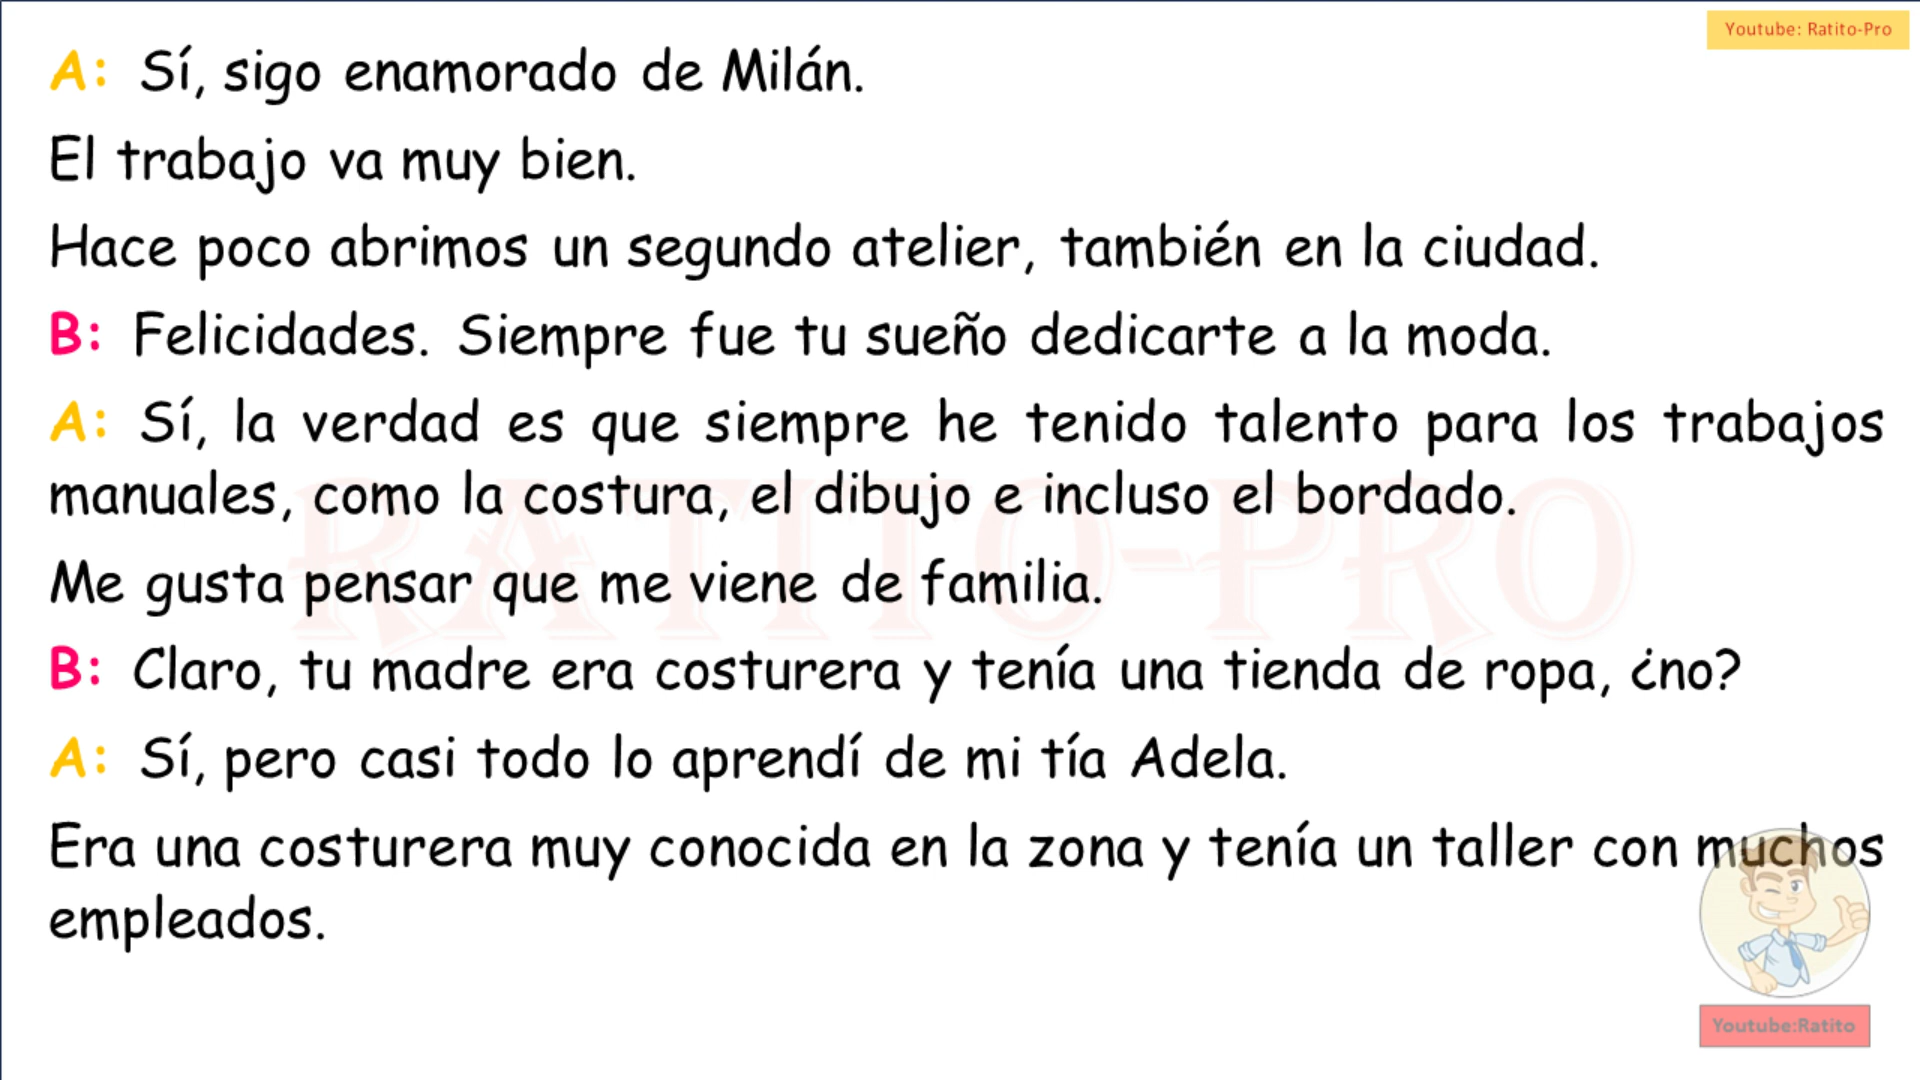 Youtube: Ratito-Pro
A: Sí, sigo enamorado de Milán.
El trabajo va muy bien.
Hace poco abrimos un segundo atelier, también en la ciudad.
B: Felicidades. Siempre fue tu sueño dedicarte a la moda.
A: Sí, la verdad es que siempre he tenido talento para los trabajos
manuales, como la costura, el dibujo e incluso el bordado.
RATITO-PRO
Me gusta pensar que me viene de familia.
B: Claro, tu madre era costurera y tenía una tienda de ropa, ¿no?
A: Sí, pero casi todo lo aprendí de mi tía Adela.
Era una costurera muy conocida en la zona y tenía un taller con muchos
empleados.
Youtube:Ratito